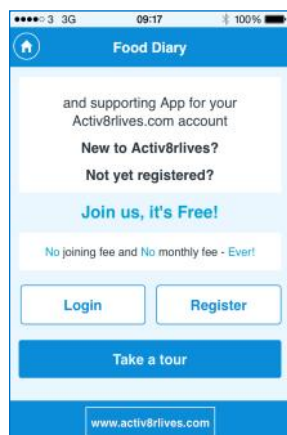 3 3G 09:17 100%
Food Diary
and supporting App for your
Activ8rlives.com account
New to Activ8rlives?
Not yet registered?
Join us, it's Free!
No joining fee and No monthly fee - Ever!
Login Register
Take a tour
www.activ8rlives.com